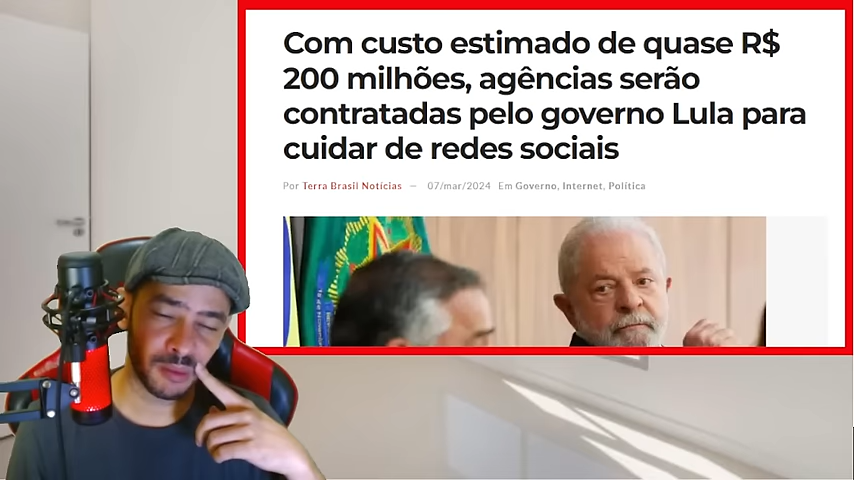 Com custo estimado de quase R$
200 milhões, agências serão
contratadas pelo governo Lula para
cuidar de redes sociais
Por Terra Brasil Notícias — 07/mar/2024 Em Governo, Internet, Política